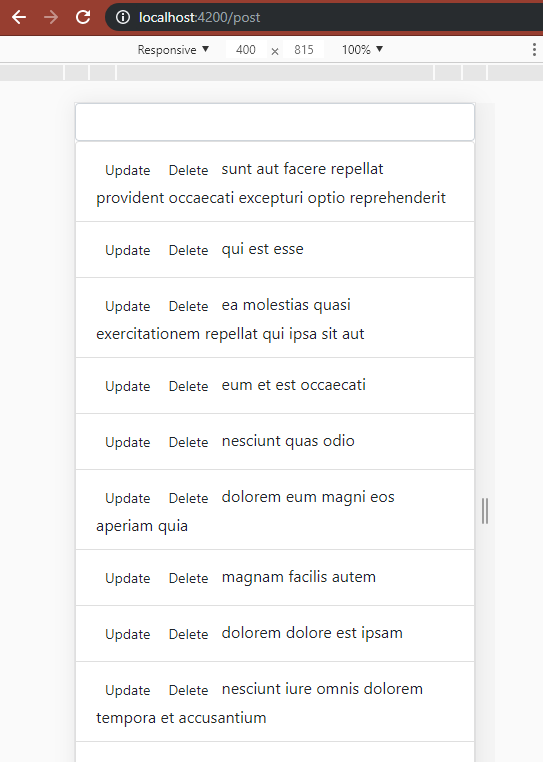 localhost:4200/post
Responsive ▼ 400 × 815 100% ▼
Update Delete sunt aut facere repellat
provident occaecati excepturi optio reprehenderit
Update Delete qui est esse
Update Delete ea molestias quasi
exercitationem repellat qui ipsa sit aut
Update Delete eum et est occaecati
Update Delete nesciunt quas odio
Update Delete dolorem eum magni eos
aperiam quia
Update Delete magnam facilis autem
Update Delete dolorem dolore est ipsam
Update Delete nesciunt iure omnis dolorem
tempora et accusantium